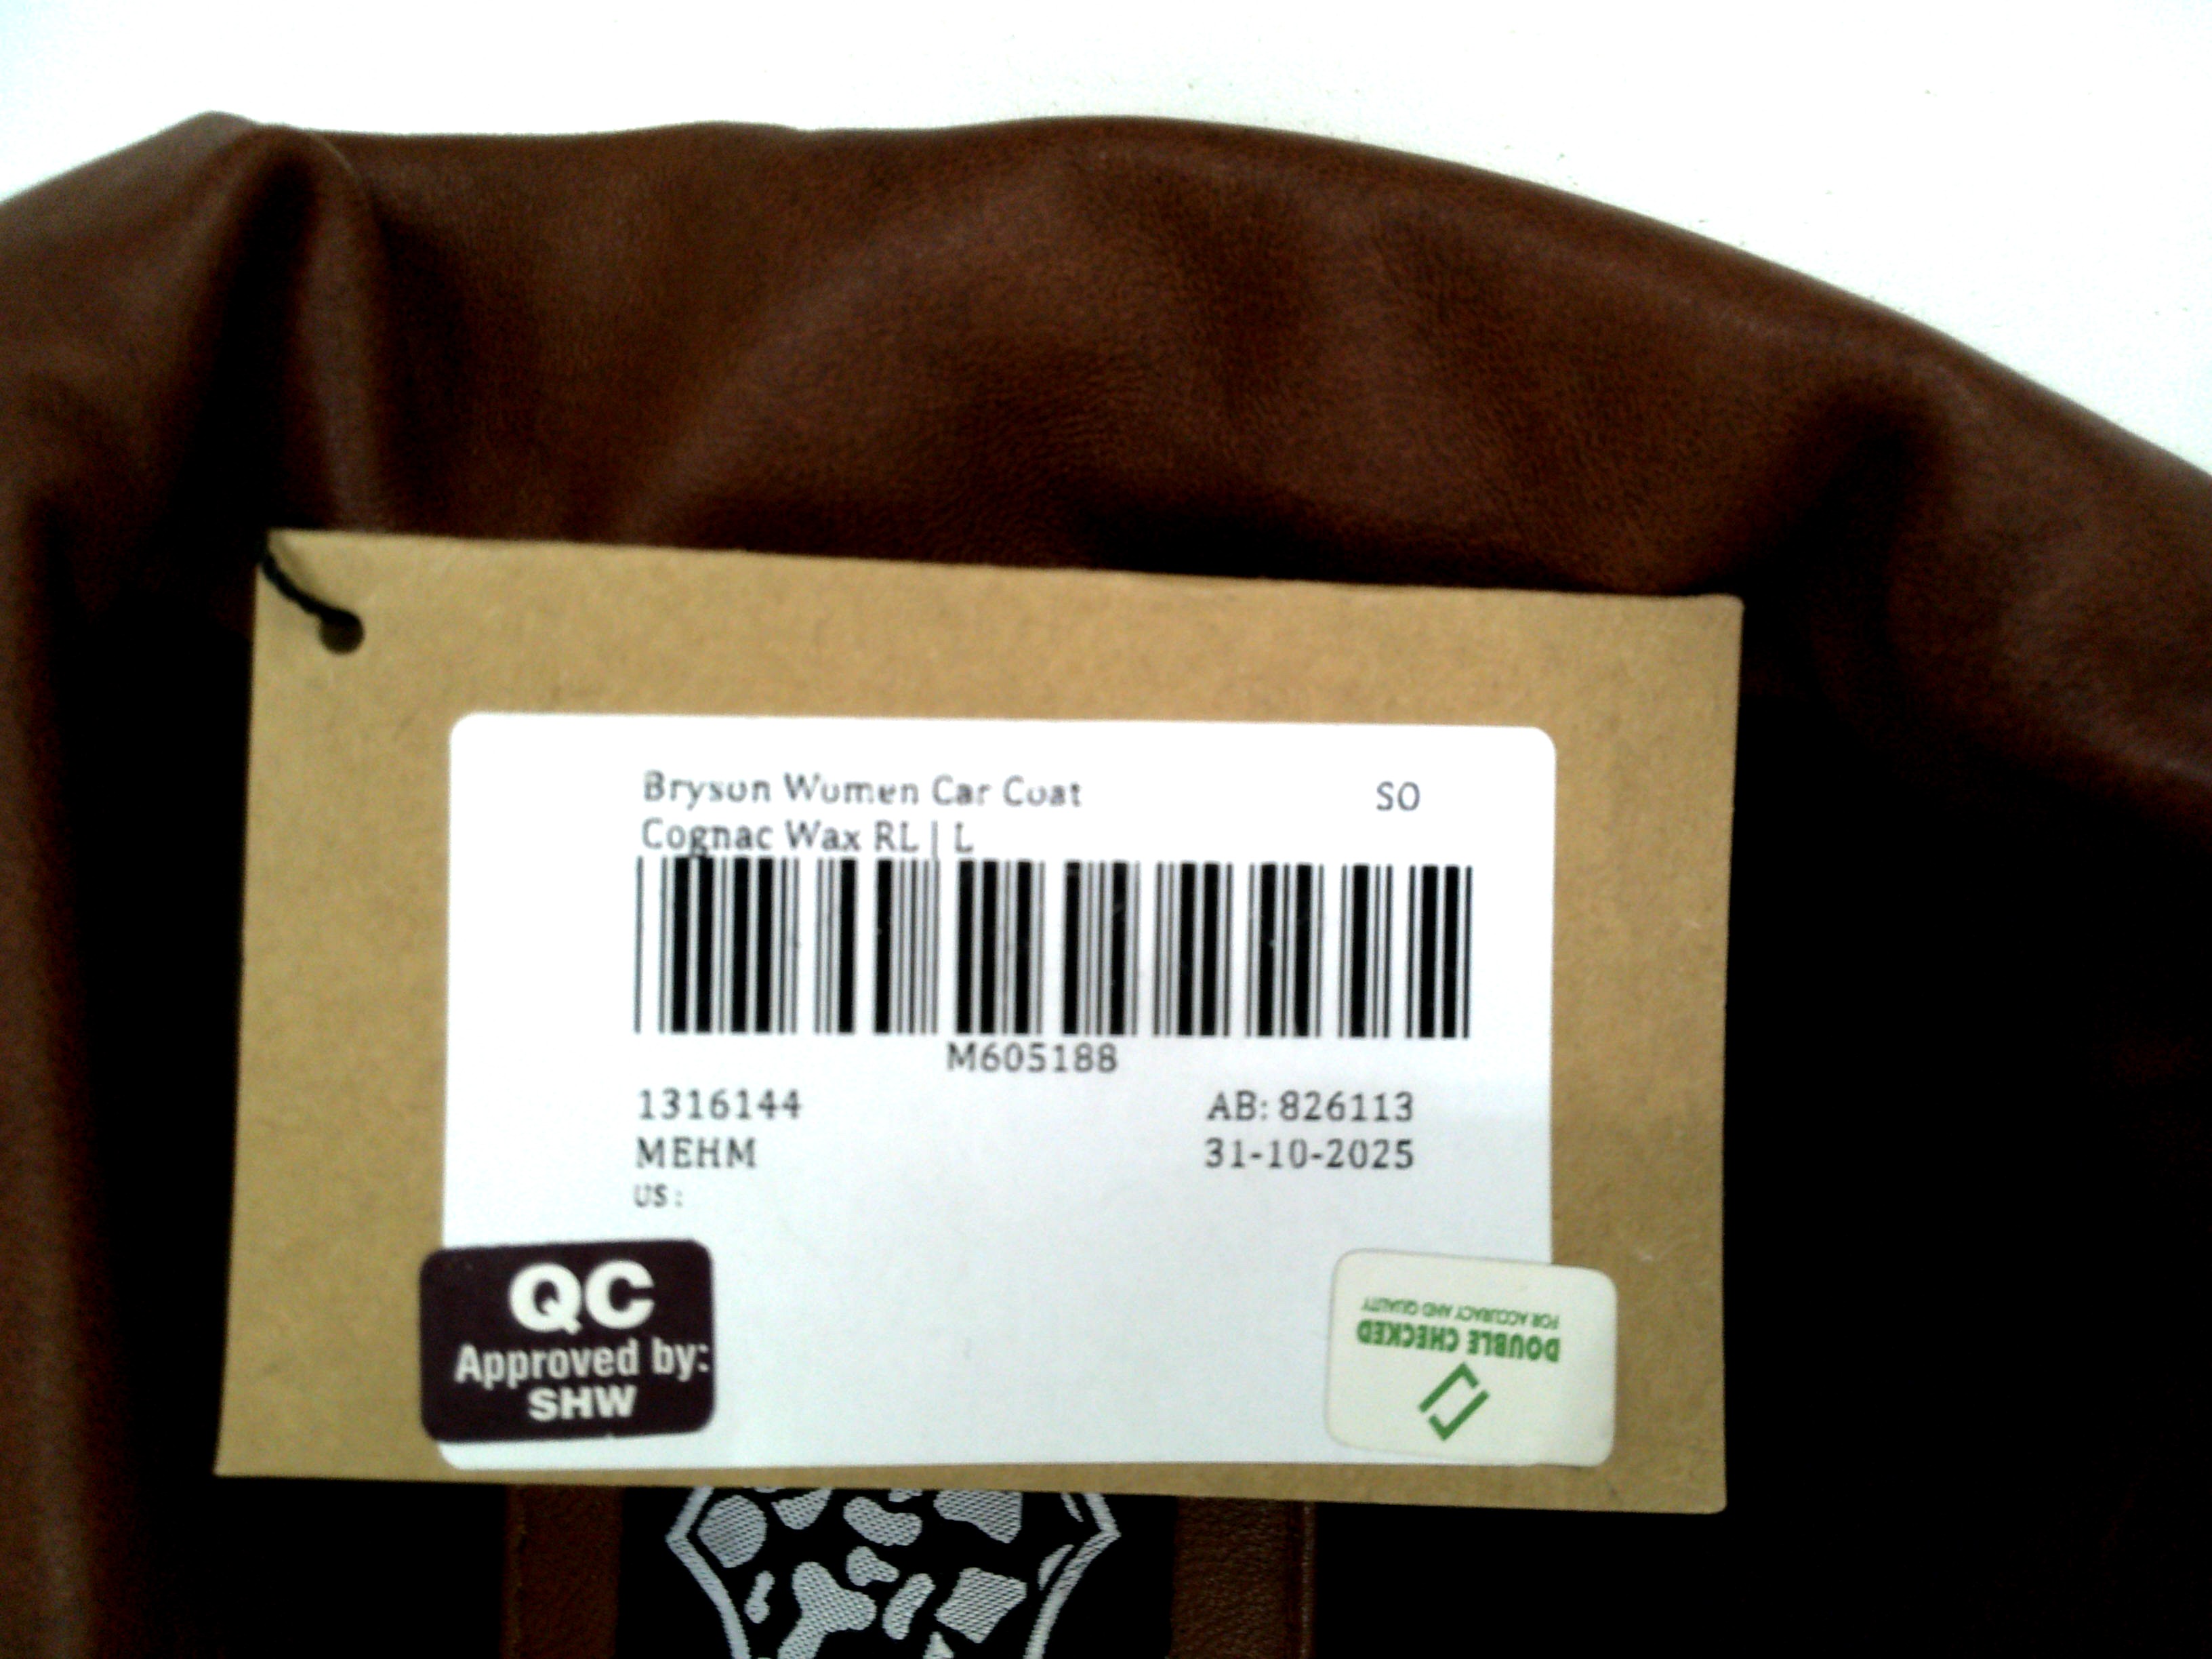 Bryson Women Car Coat SO
Cognac Wax RL | L
M605188
1316144 AB: 826113
MEHM 31-10-2025
US :
QC
Approved by:
SHW
DOUBLE CHECKED
FOR ACCURACY AND QUALITY